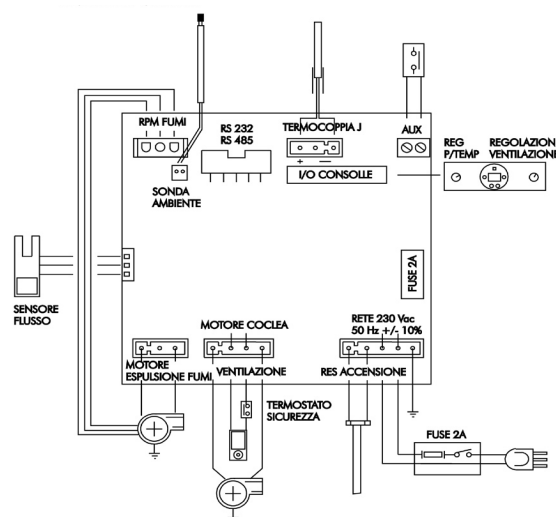 RPM FUMI
RS 232
RS 485
TERMOCOPPIA J
+ —
AUX
REG
P/TEMP
REGOLAZION
VENTILAZIONI
I/O CONSOLLE
SONDA
AMBIENTE
SENSORE
FLUSSO
FUSE 2A
MOTORE COCLEA
RETE 230 Vac
50 Hz +/- 10%
MOTORE
ESPULSIONE FUMI
VENTILAZIONE
RES ACCENSIONE
TERMOSTATO
SICUREZZA
FUSE 2A